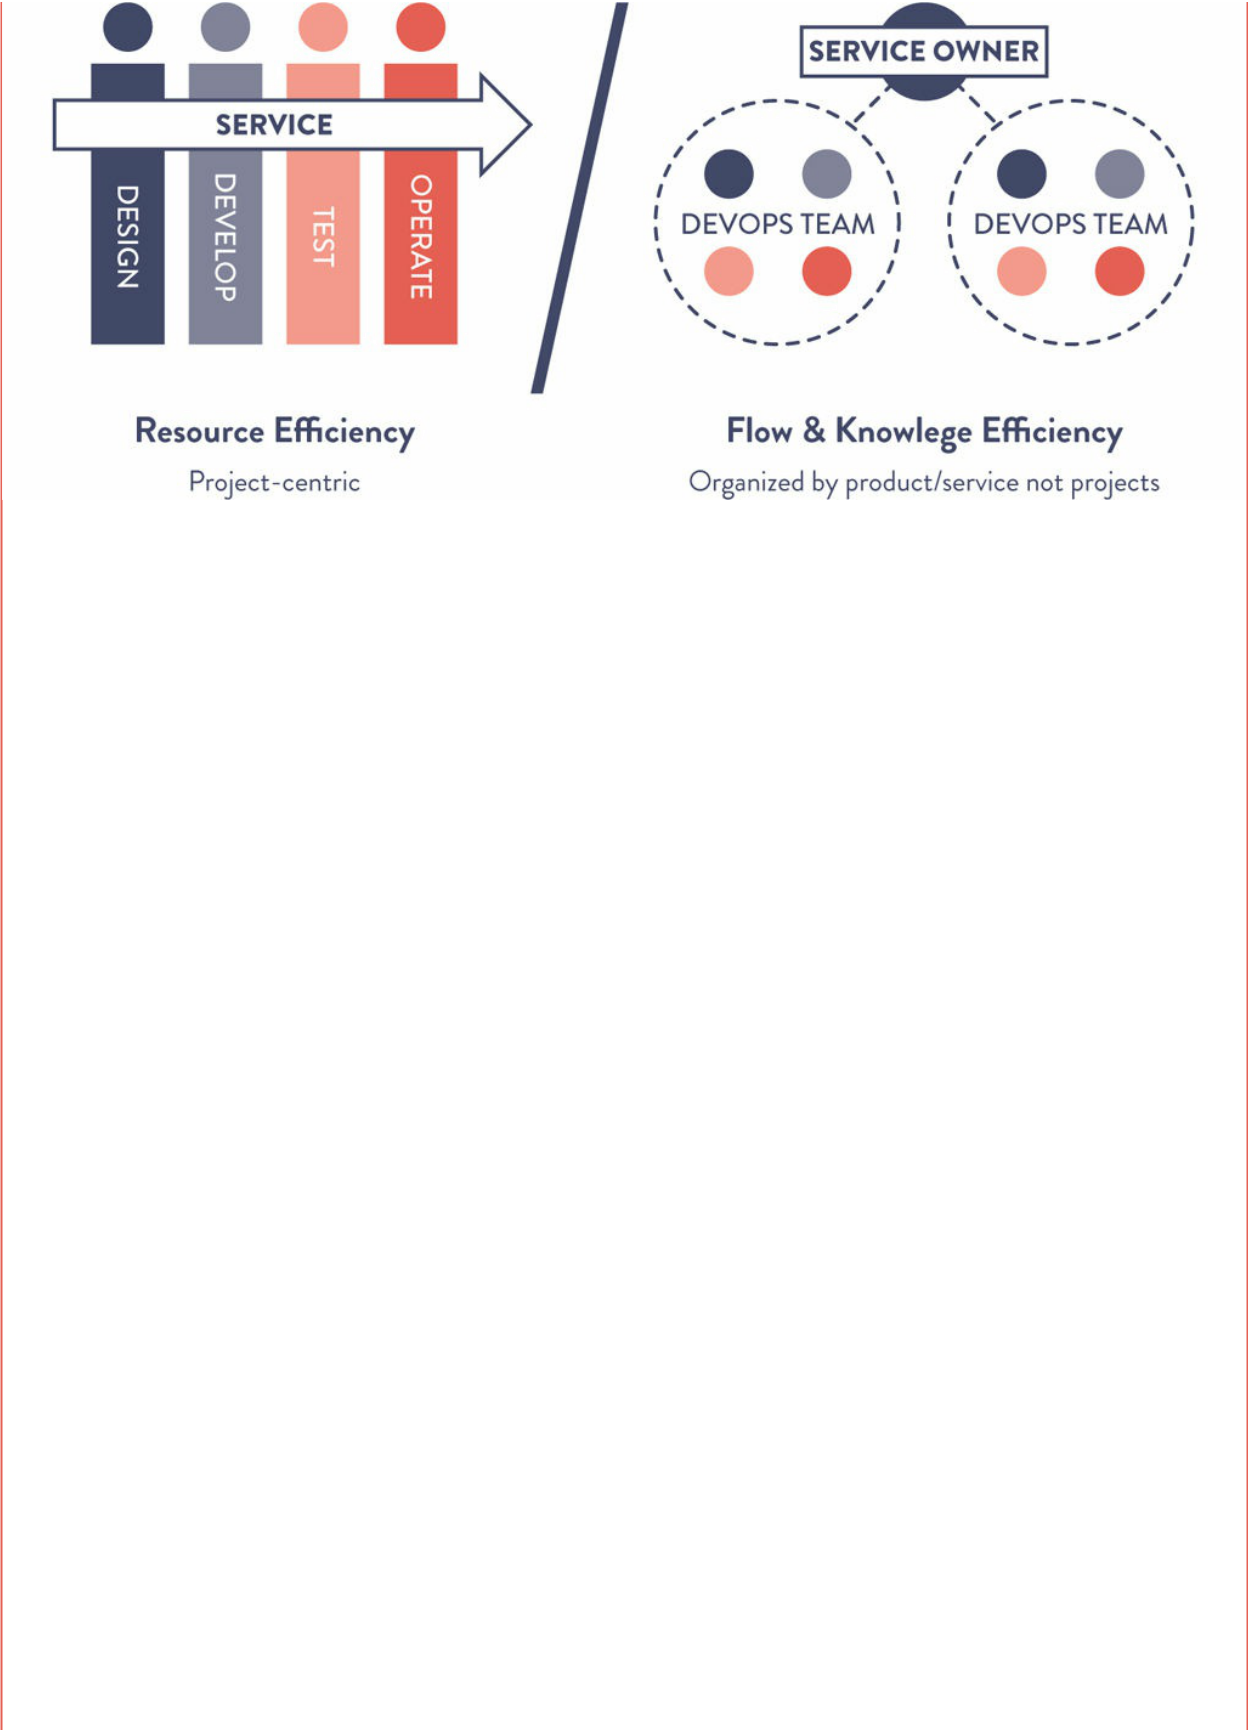 SERVICE
DESIGN
DEVELOP
TEST
OPERATE
Resource Efficiency
Project-centric
SERVICE OWNER
DEVOPS TEAM
DEVOPS TEAM
Flow & Knowlege Efficiency
Organized by product/service not projects